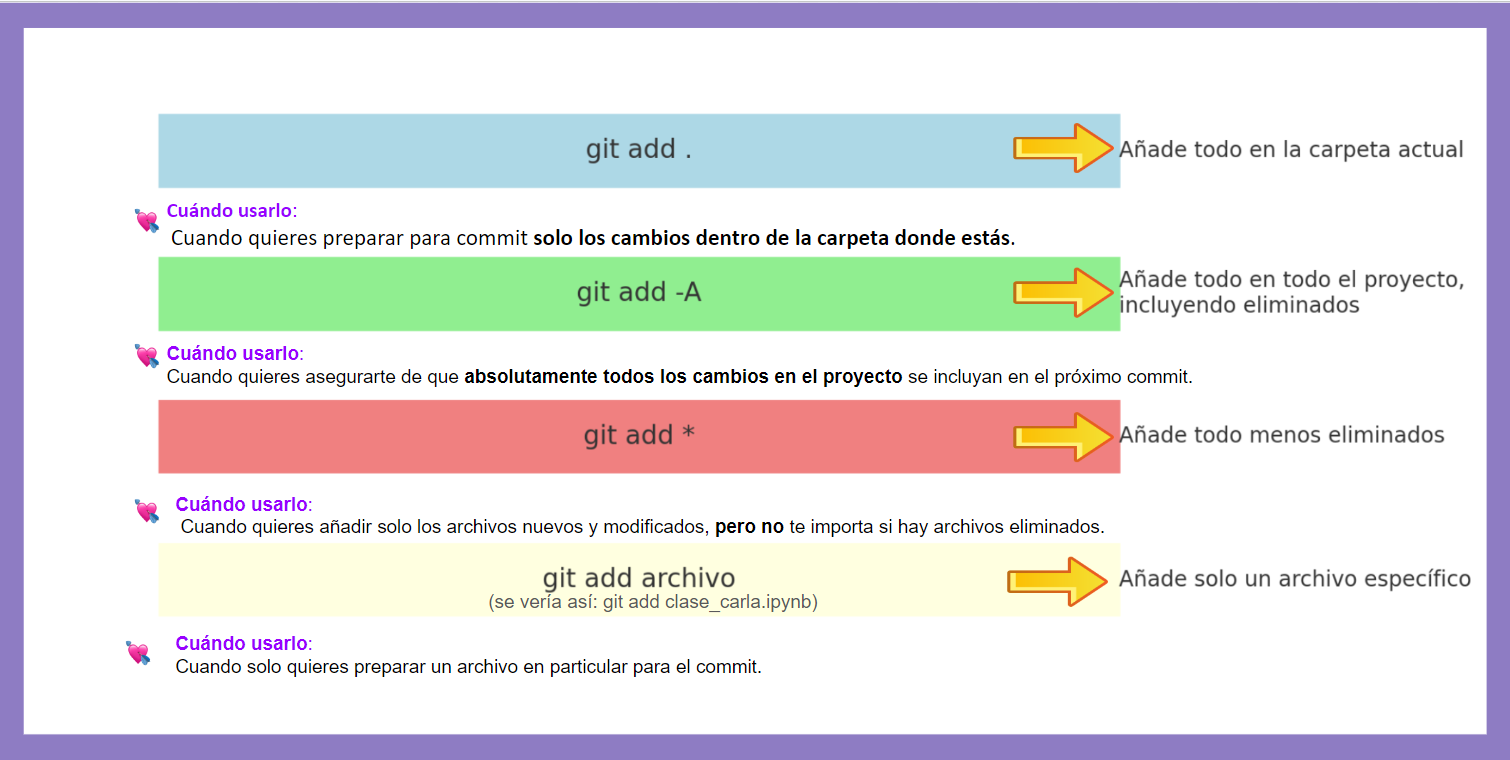 git add .
Añade todo en la carpeta actual
Cuándo usarlo:
Cuando quieres preparar para commit solo los cambios dentro de la carpeta donde estás.
git add -A
Añade todo en todo el proyecto,
incluyendo eliminados
Cuándo usarlo:
Cuando quieres asegurarte de que absolutamente todos los cambios en el proyecto se incluyan en el próximo commit.
git add *
Añade todo menos eliminados
Cuándo usarlo:
Cuando quieres añadir solo los archivos nuevos y modificados, pero no te importa si hay archivos eliminados.
git add archivo
(se vería así: git add clase_carla.ipynb)
Añade solo un archivo específico
Cuándo usarlo:
Cuando solo quieres preparar un archivo en particular para el commit.